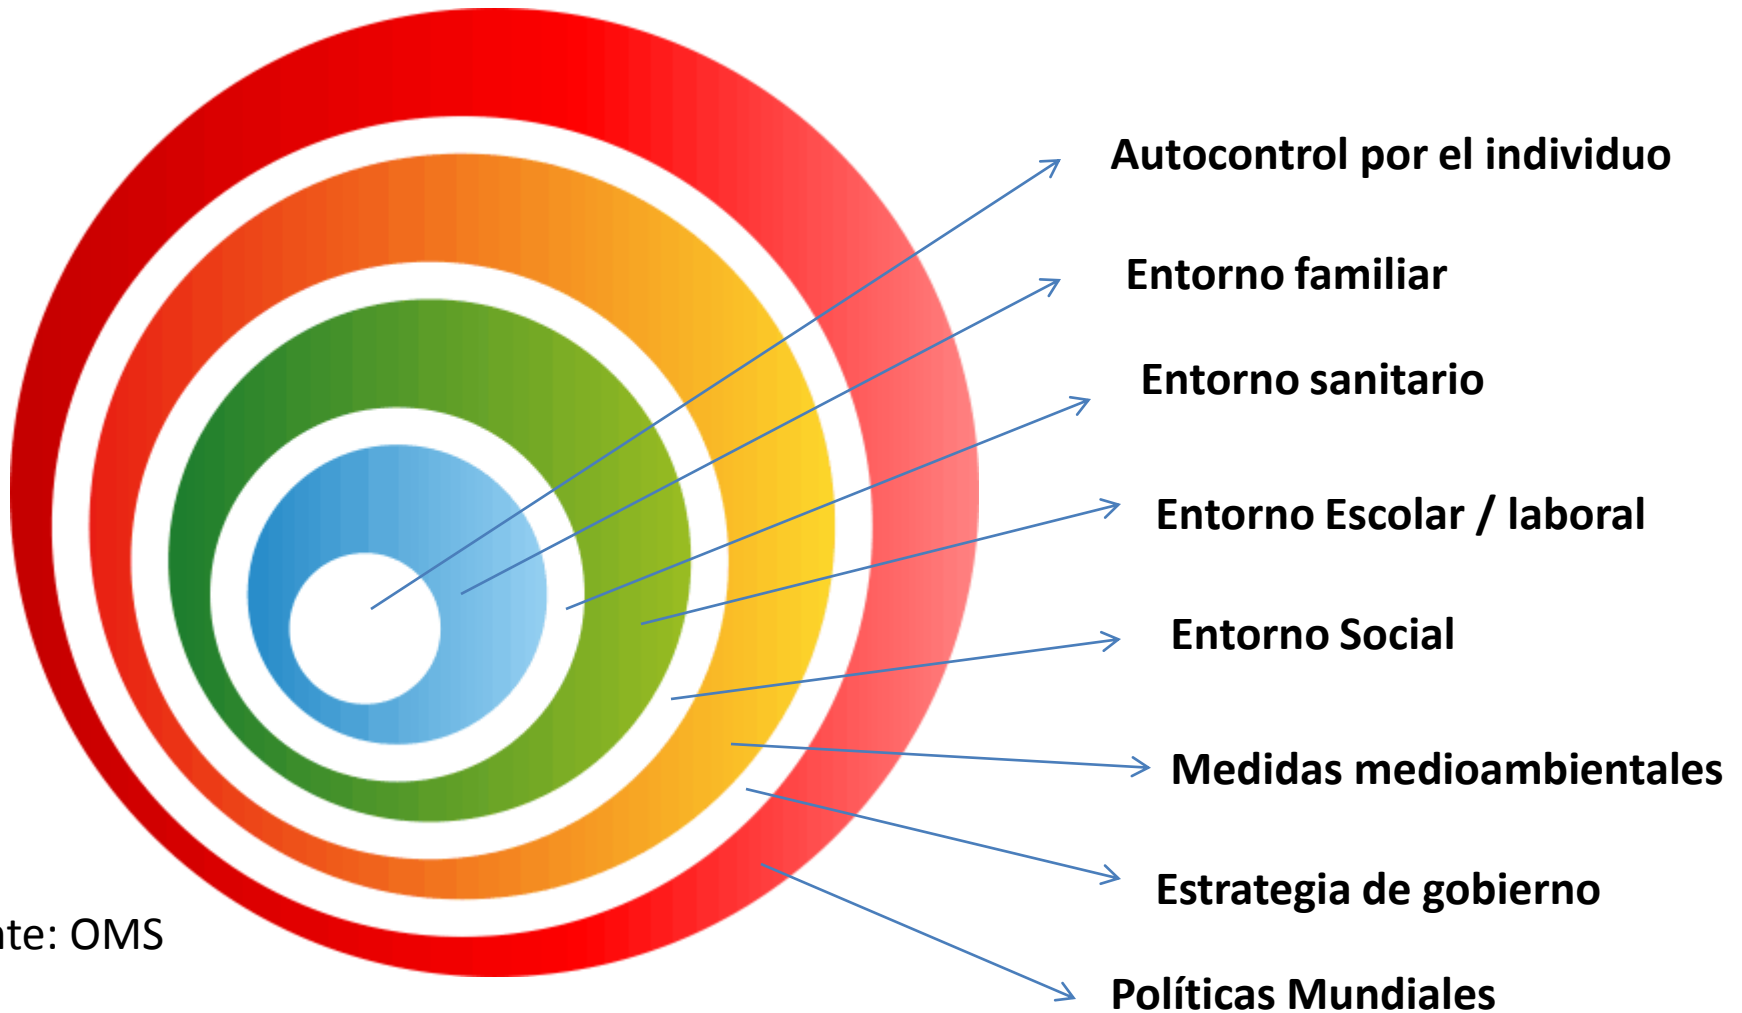 Autocontrol por el individuo
Entorno familiar
Entorno sanitario
Entorno Escolar / laboral
Entorno Social
Medidas medioambientales
Estrategia de gobierno
nte: OMS
Políticas Mundiales